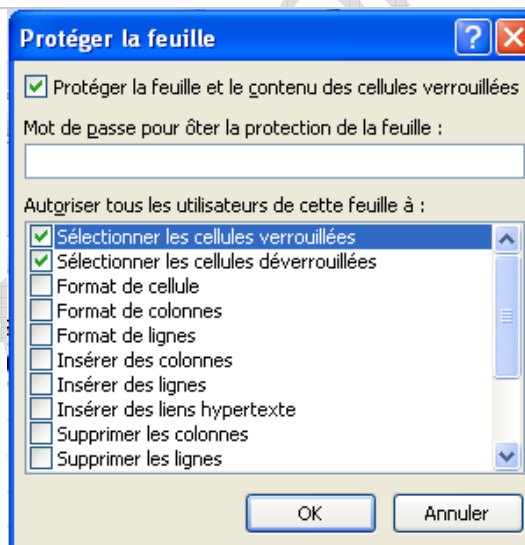 Protéger la feuille
Protéger la feuille et le contenu des cellules verrouillées
Mot de passe pour ôter la protection de la feuille :
Autoriser tous les utilisateurs de cette feuille à :
Sélectionner les cellules verrouillées
Sélectionner les cellules déverrouillées
Format de cellule
Format de colonnes
Format de lignes
Insérer des colonnes
Insérer des lignes
Insérer des liens hypertexte
Supprimer les colonnes
Supprimer les lignes
OK Annuler